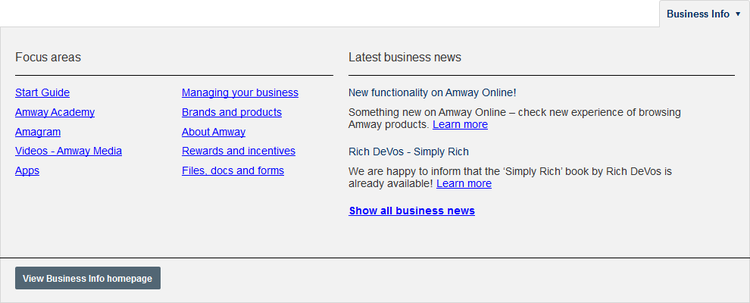 Business Info ▼
Focus areas
Start Guide
Amway Academy
Amagram
Videos - Amway Media
Apps
Managing your business
Brands and products
About Amway
Rewards and incentives
Files, docs and forms
Latest business news
New functionality on Amway Online!
Something new on Amway Online – check new experience of browsing
Amway products. Learn more
Rich DeVos - Simply Rich
We are happy to inform that the ‘Simply Rich’ book by Rich DeVos is
already available! Learn more
Show all business news
View Business Info homepage